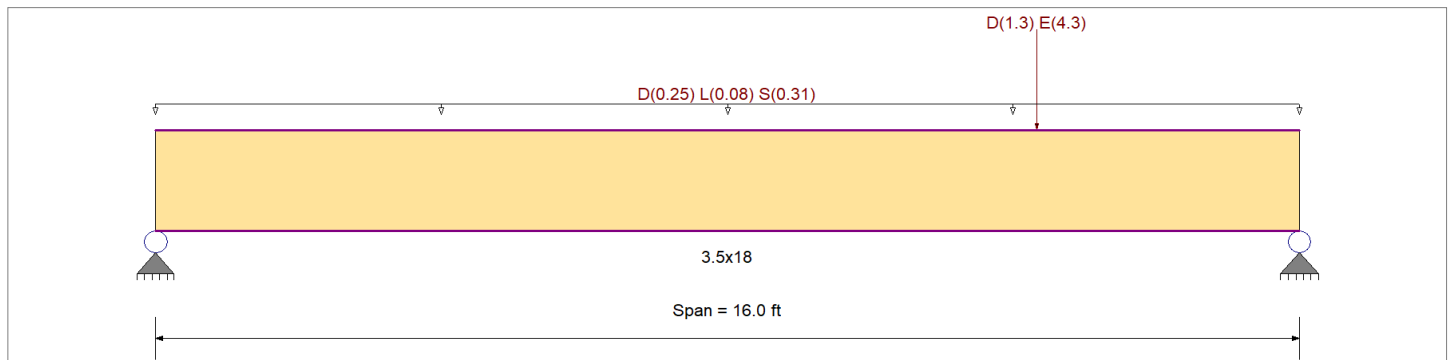 D(1.3) E(4.3)
D(0.25) L(0.08) S(0.31)
3.5x18
Span = 16.0 ft